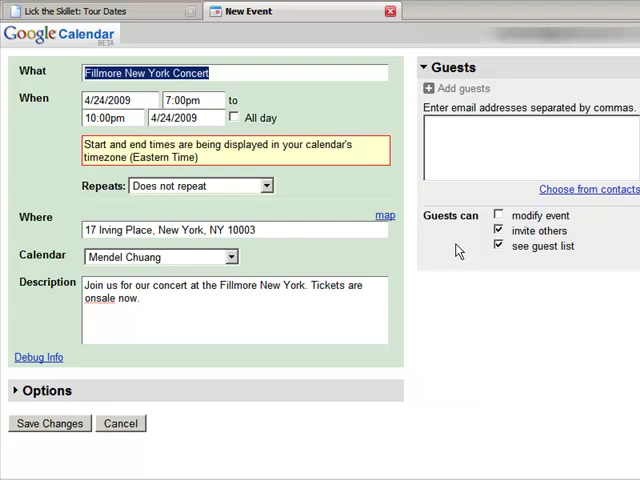 Lick the Skillet: Tour Dates
New Event
Google Calendar
BETA
What
Fillmore New York Concert
When
4/24/2009 7:00pm to
10:00pm 4/24/2009 All day
Start and end times are being displayed in your calendar's
timezone (Eastern Time)
Repeats: Does not repeat
Where
map
17 Irving Place, New York, NY 10003
Calendar
Mendel Chuang
Description
Join us for our concert at the Fillmore New York. Tickets are
onsale now.
Debug Info
Options
Save Changes
Cancel
Guests
Add guests
Enter email addresses separated by commas.
Choose from contacts
Guests can
modify event
invite others
see guest list